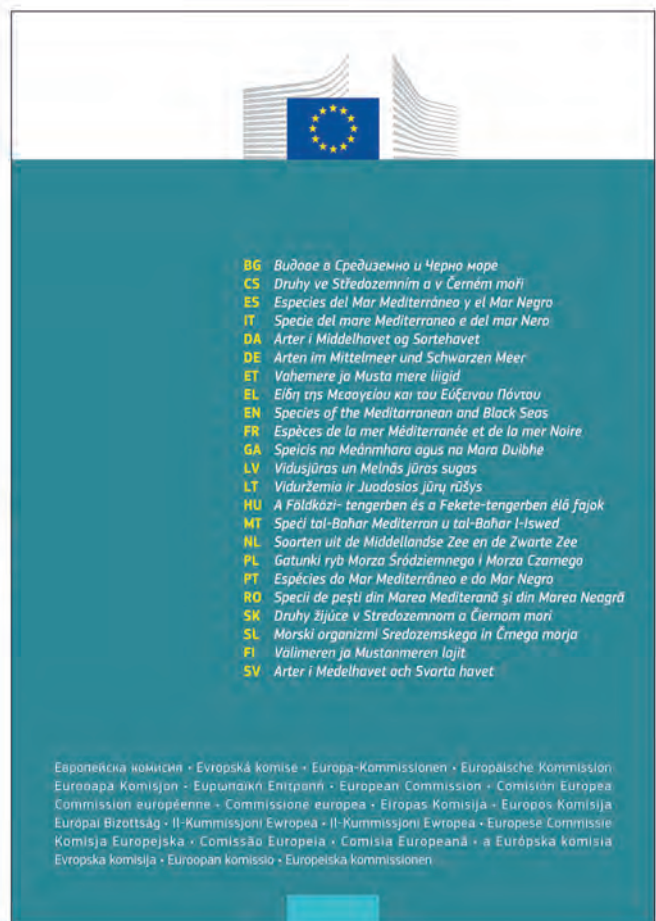 BG Видове в Средиземно и Черно море
CS Druhy ve Středozemním a v Černém moři
ES Especies del Mar Mediterráneo y el Mar Negro
IT Specie del mare Mediterraneo e del mar Nero
DA Arter i Middelhavet og Sortehavet
DE Arten im Mittelmeer und Schwarzen Meer
ET Vahemere ja Musta mere liigid
EL Είδη της Μεσογείου και του Εύξεινου Πόντου
EN Species of the Meditarranean and Black Seas
FR Espèces de la mer Méditerranée et de la mer Noire
GA Speicis na Meánmhara agus na Mara Duibhe
LV Vidusjūras un Melnās jūras sugas
LT Viduržemio ir Juodosios jūrų rūšys
HU A Földközi- tengerben és a Fekete-tengerben élő fajok
MT Speċi tal-Baħar Mediterran u tal-Baħar l-Iswed
NL Soorten uit de Middellandse Zee en de Zwarte Zee
PL Gatunki ryb Morza Śródziemnego i Morza Czarnego
PT Espécies do Mar Mediterrâneo e do Mar Negro
RO Specii de pești din Marea Mediterană și din Marea Neagră
SK Druhy žijúce v Stredozemnom a Čiernom morí
SL Morski organizmi Sredozemskega in Črnega morja
FI Välimeren ja Mustanmeren lajit
SV Arter i Medelhavet och Svarta havet
Европейска комисия • Evropská komise • Europa-Kommissionen • Europäische Kommission
Euroopa Komisjon • Ευρωπαϊκή Επιτροπή • European Commission • Comisión Europea
Commission européenne • Commissione europea • Eiropas Komisija • Europos Komisija
Európai Bizottság • Il-Kummissjoni Ewropea • Il-Kummissjoni Ewropea • Europese Commissie
Komisja Europejska • Comissão Europeia • Comisia Europeană • a Európska komisia
Evropska komisija • Euroopan komissio • Europeiska kommissionen